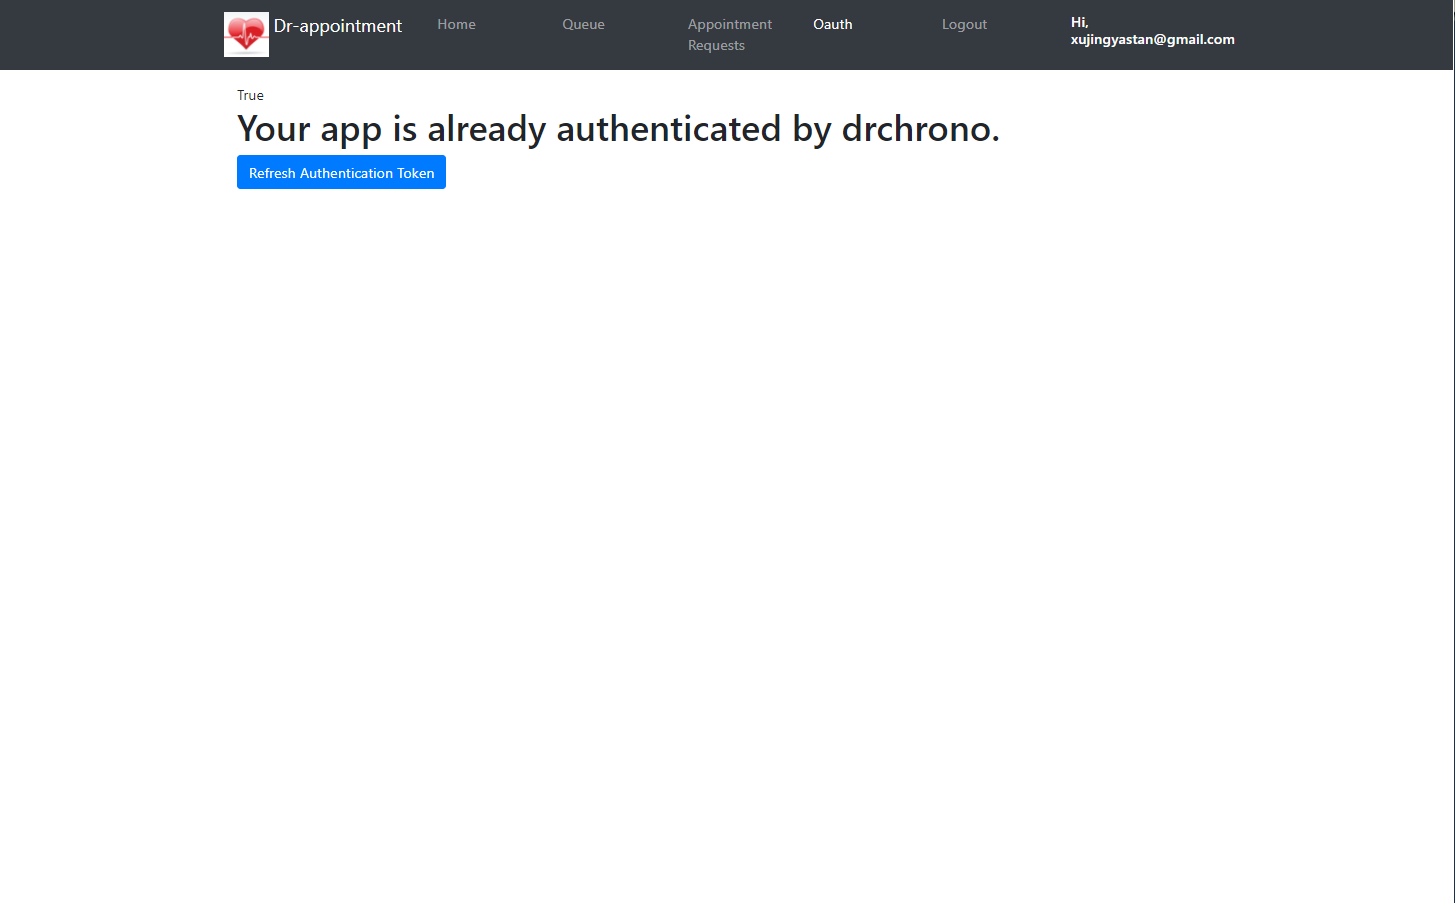 Dr-appointment
Home
Queue
Appointment
Requests
Oauth
Logout
Hi,
xujingyastan@gmail.com
True
Your app is already authenticated by drchrono.
Refresh Authentication Token